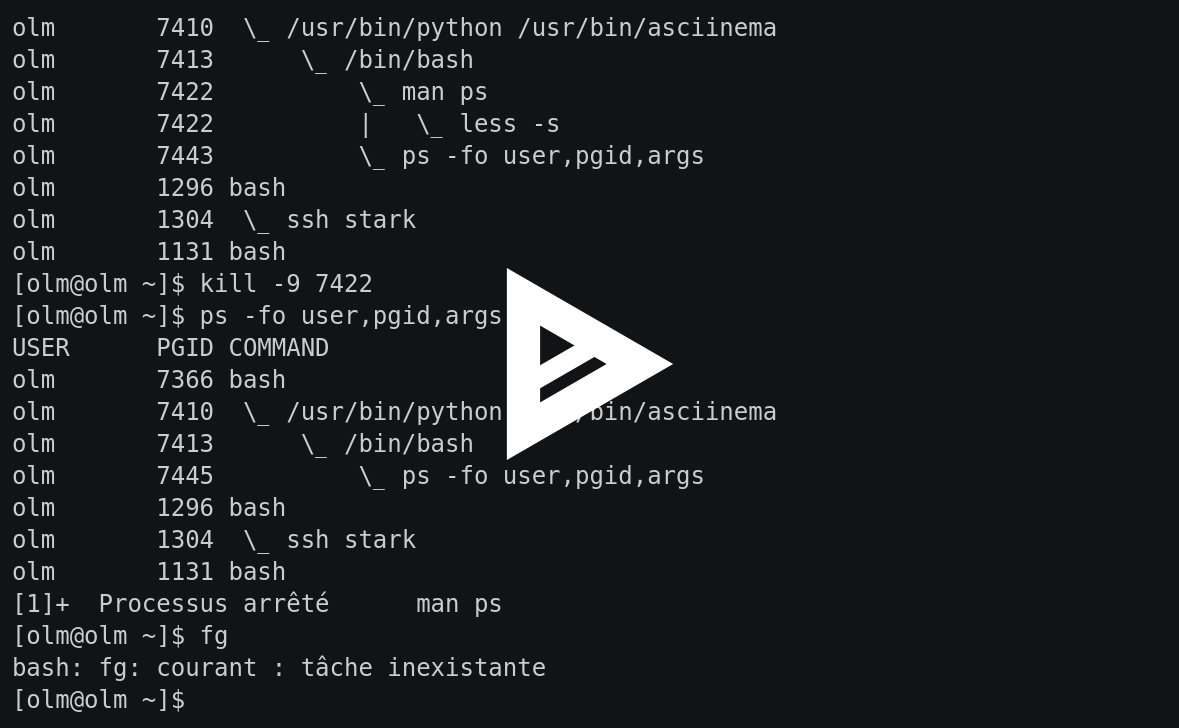 olm       7410  \_ /usr/bin/python /usr/bin/asciinema
olm       7413      \_ /bin/bash
olm       7422          \_ man ps
olm       7422          |   \_ less -s
olm       7443          \_ ps -fo user,pgid,args
olm       1296 bash
olm       1304  \_ ssh stark
olm       1131 bash
[olm@olm ~]$ kill -9 7422
[olm@olm ~]$ ps -fo user,pgid,args
USER      PGID COMMAND
olm       7366 bash
olm       7410  \_ /usr/bin/python /bin/asciinema
olm       7413      \_ /bin/bash
olm       7445          \_ ps -fo user,pgid,args
olm       1296 bash
olm       1304  \_ ssh stark
olm       1131 bash
[1]+  Processus arrêté      man ps
[olm@olm ~]$ fg
bash: fg: courant : tâche inexistante
[olm@olm ~]$